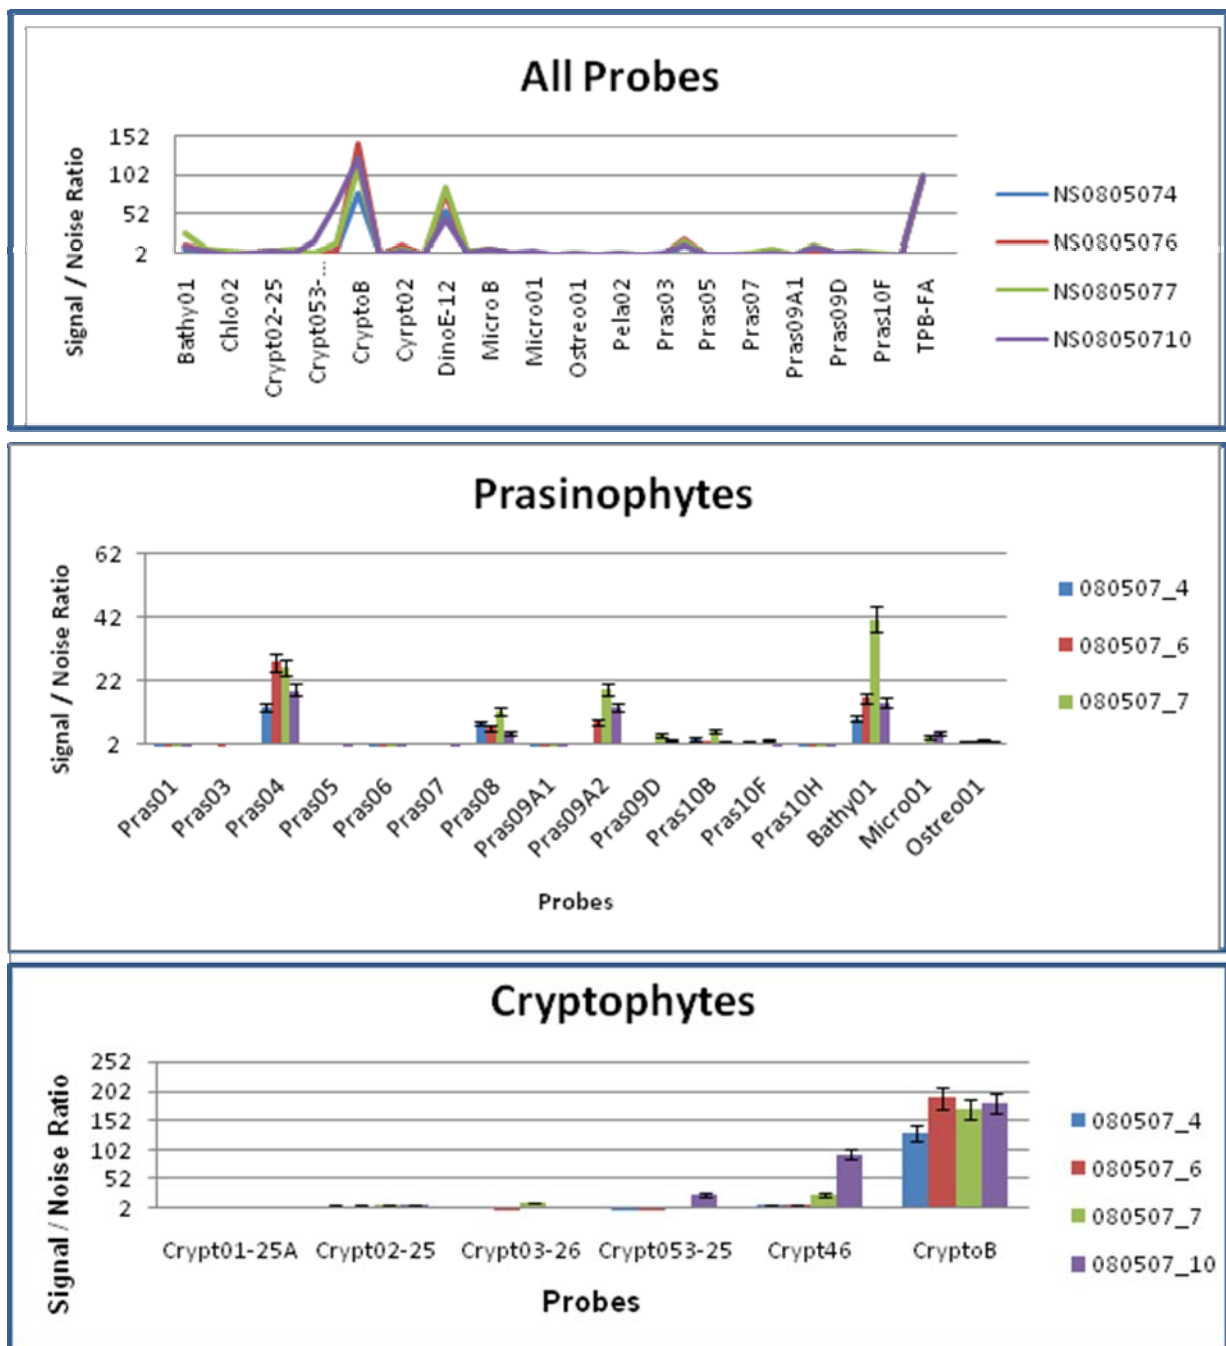 All Probes
Signal / Noise Ratio
152
102
52
2
Bathy01
Chlo02
Crypt02-25
Crypt053-...
CryptoB
Cyrpt02
DinoE-12
Micro B
Micro01
Ostreo01
Pela02
Pras03
Pras05
Pras07
Pras09A1
Pras09D
Pras10F
TPB-FA
NS0805074
NS0805076
NS0805077
NS08050710
Prasinophytes
Signal / Noise Ratio
62
42
22
2
Pras01
Pras03
Pras04
Pras05
Pras06
Pras07
Pras08
Pras09A1
Pras09A2
Pras09D
Pras10B
Pras10F
Pras10H
Bathy01
Micro01
Ostreo01
Probes
080507_4
080507_6
080507_7
Cryptophytes
Signal / Noise Ratio
252
202
152
102
52
2
Crypt01-25A
Crypt02-25
Crypt03-26
Crypt053-25
Crypt46
CryptoB
Probes
080507_4
080507_6
080507_7
080507_10